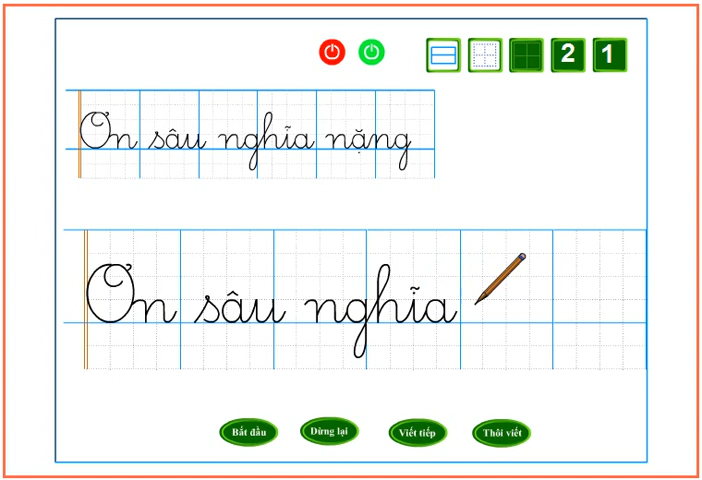 2 1
Ơn sâu nghĩa nặng
Ơn sâu nghĩa
Bắt đầu Dừng lại Viết tiếp Thôi viết